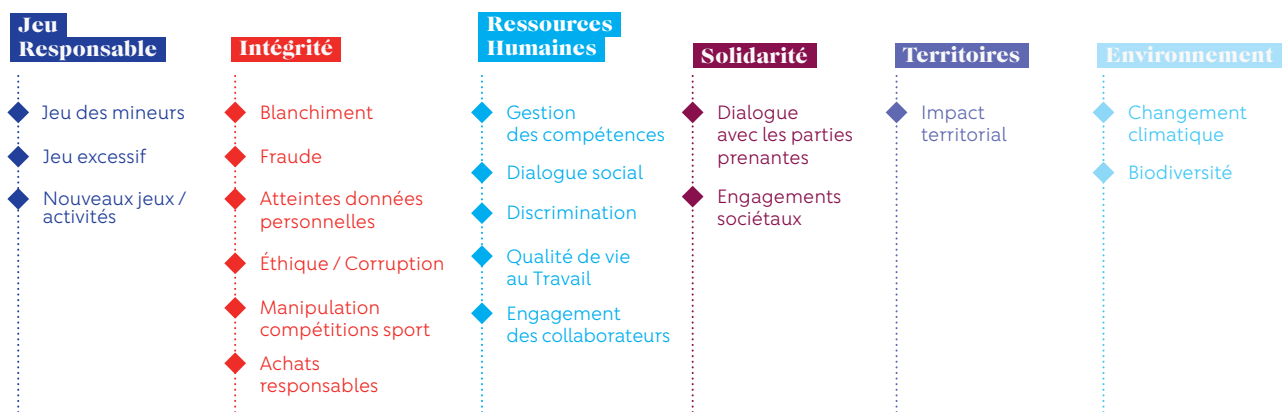 Jeu
Responsable
Jeu des mineurs
Jeu excessif
Nouveaux jeux /
activités
Intégrité
Blanchiment
Fraude
Atteintes données
personnelles
Éthique / Corruption
Manipulation
compétitions sport
Achats
responsables
Ressources
Humaines
Gestion
des compétences
Dialogue social
Discrimination
Qualité de vie
au Travail
Engagement
des collaborateurs
Solidarité
Dialogue
avec les parties
prenantes
Engagements
sociétaux
Territoires
Impact
territorial
Environnement
Changement
climatique
Biodiversité